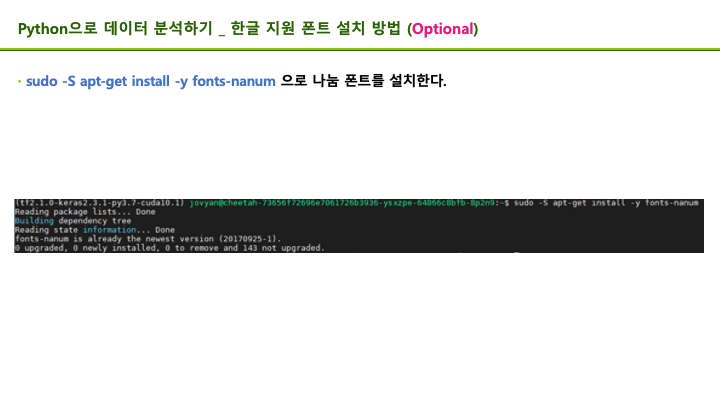 Python으로 데이터 분석하기 _ 한글 지원 폰트 설치 방법 (Optional)
· sudo -S apt-get install -y fonts-nanum 으로 나눔 폰트를 설치한다.
(tf2.1.0-keras2.3.1-py3.7-cuda10.1) jovyan@cheetah-73656f72696e7061726b3936-ysxzpe-64866c8bfb-8p2n9:~$ sudo -S apt-get install -y fonts-nanum
Reading package lists... Done
Building dependency tree
Reading state information... Done
fonts-nanum is already the newest version (20170925-1).
0 upgraded, 0 newly installed, 0 to remove and 143 not upgraded.